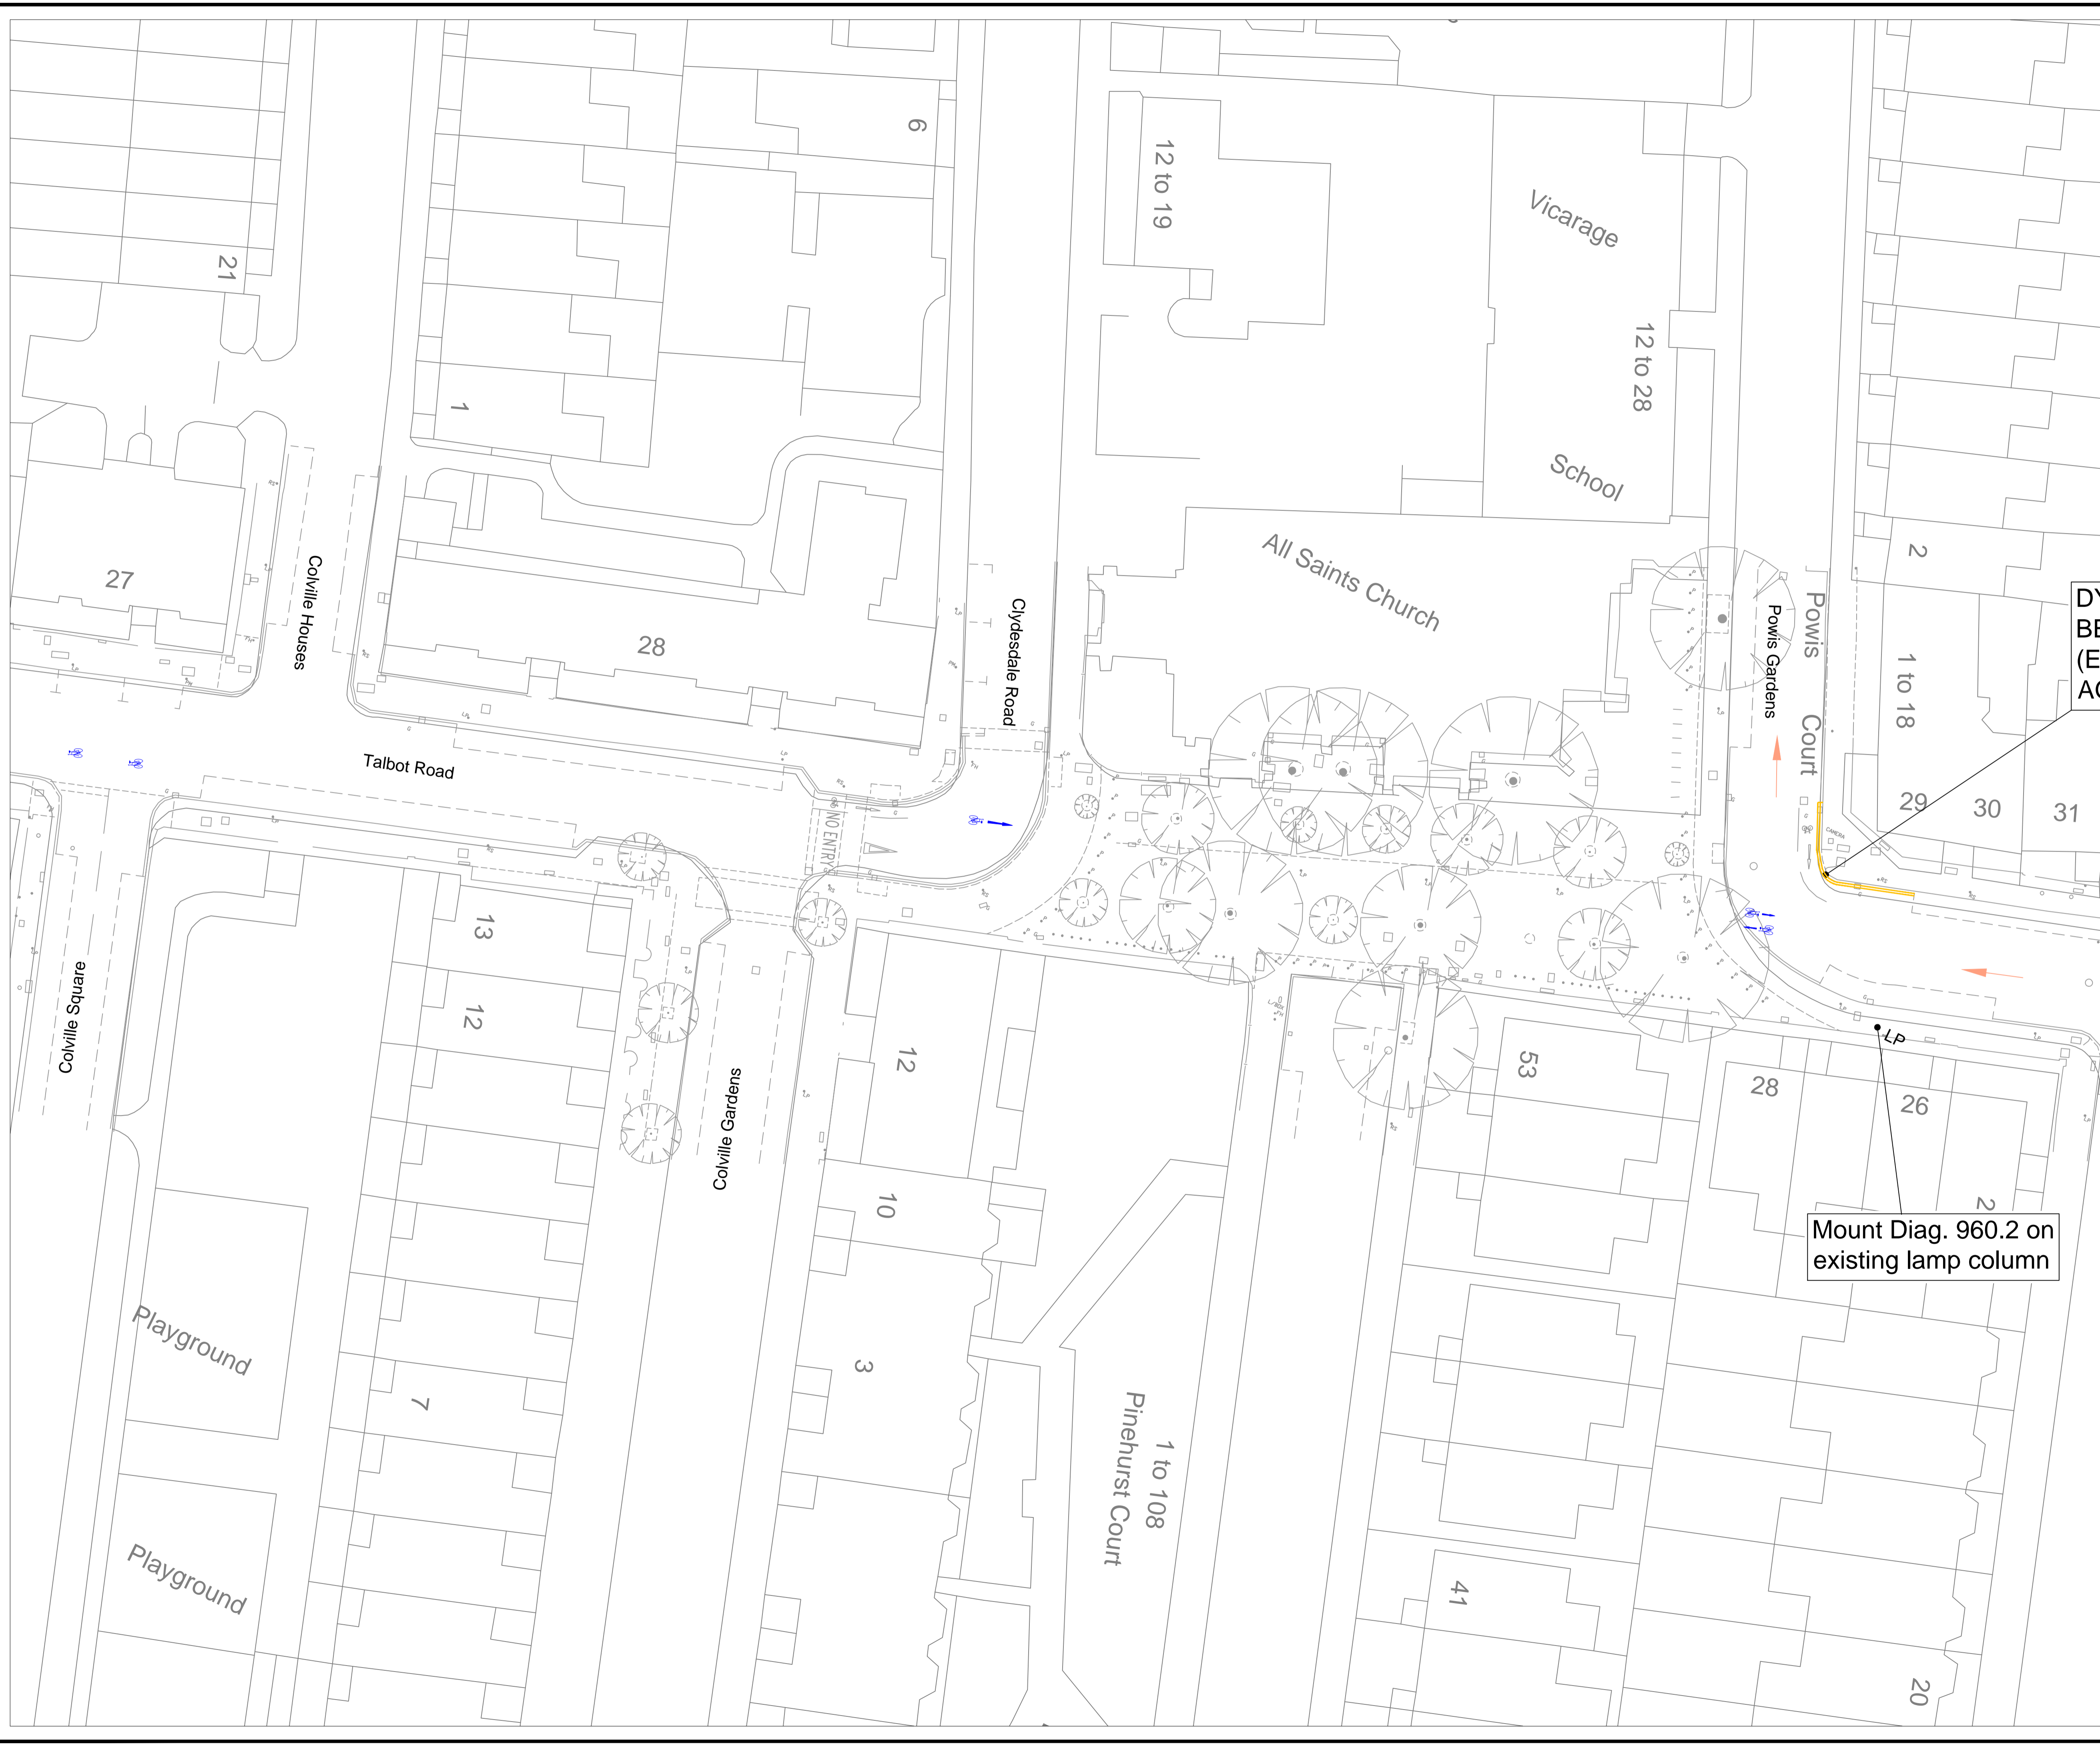 21
6
12 to 19
Vicarage
12 to 28
School
All Saints Church
1
27
Colville Houses
28
Clydesdale Road
Powis Gardens
Powis Court
2
1 to 18
29
30
31
CAMERA
Talbot Road
NO ENTRY
Colville Square
13
12
Colville Gardens
12
10
3
7
Playground
Playground
1 to 108
Pinehurst Court
53
41
28
26
LP
2
20
Mount Diag. 960.2 on
existing lamp column